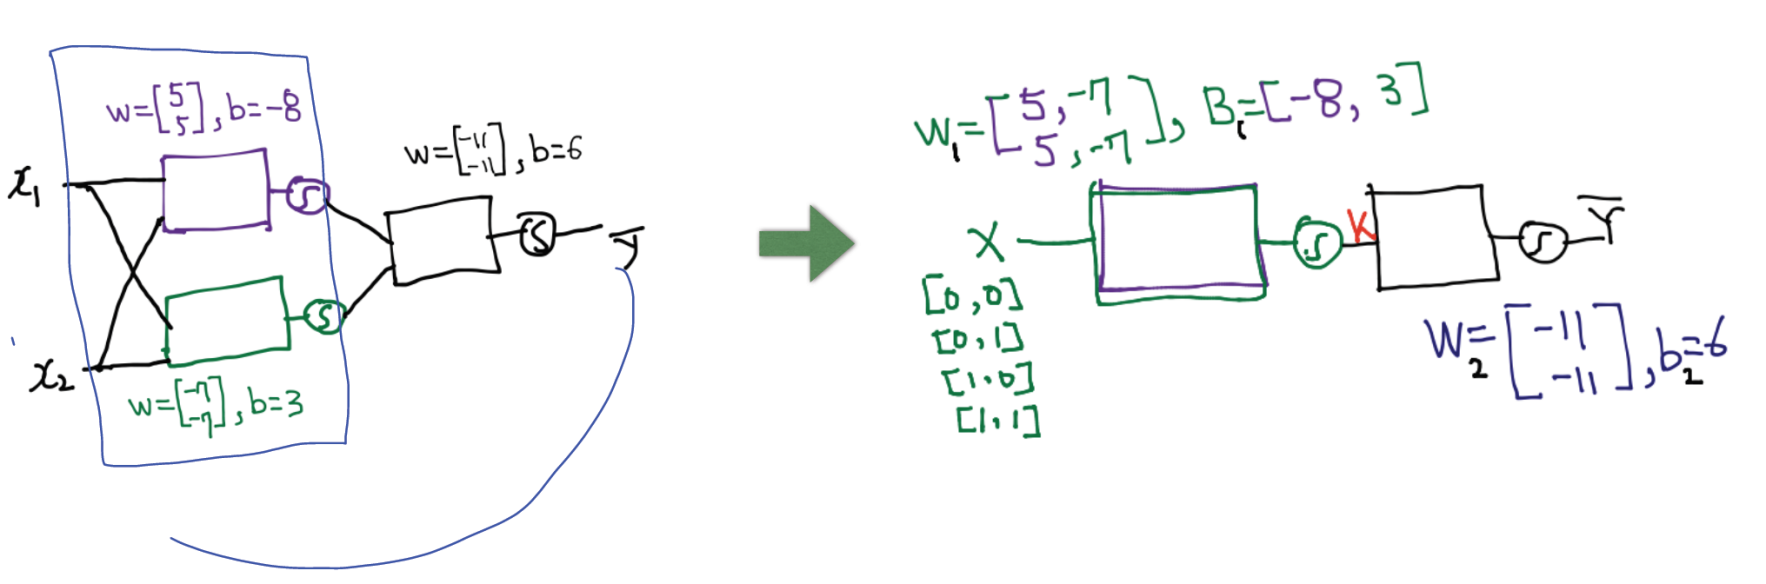 w=[5 5], b=-8
x1
S
w=[-7 -7], b=3
x2
S
w=[-11 -11], b=6
S
y̅
W1=[5,-7 5,-7], B1=[-8, 3]
X
[0,0]
[0,1]
[1.0]
[1,1]
S
K
S
Y̅
W2=[-11 -11], b2=6